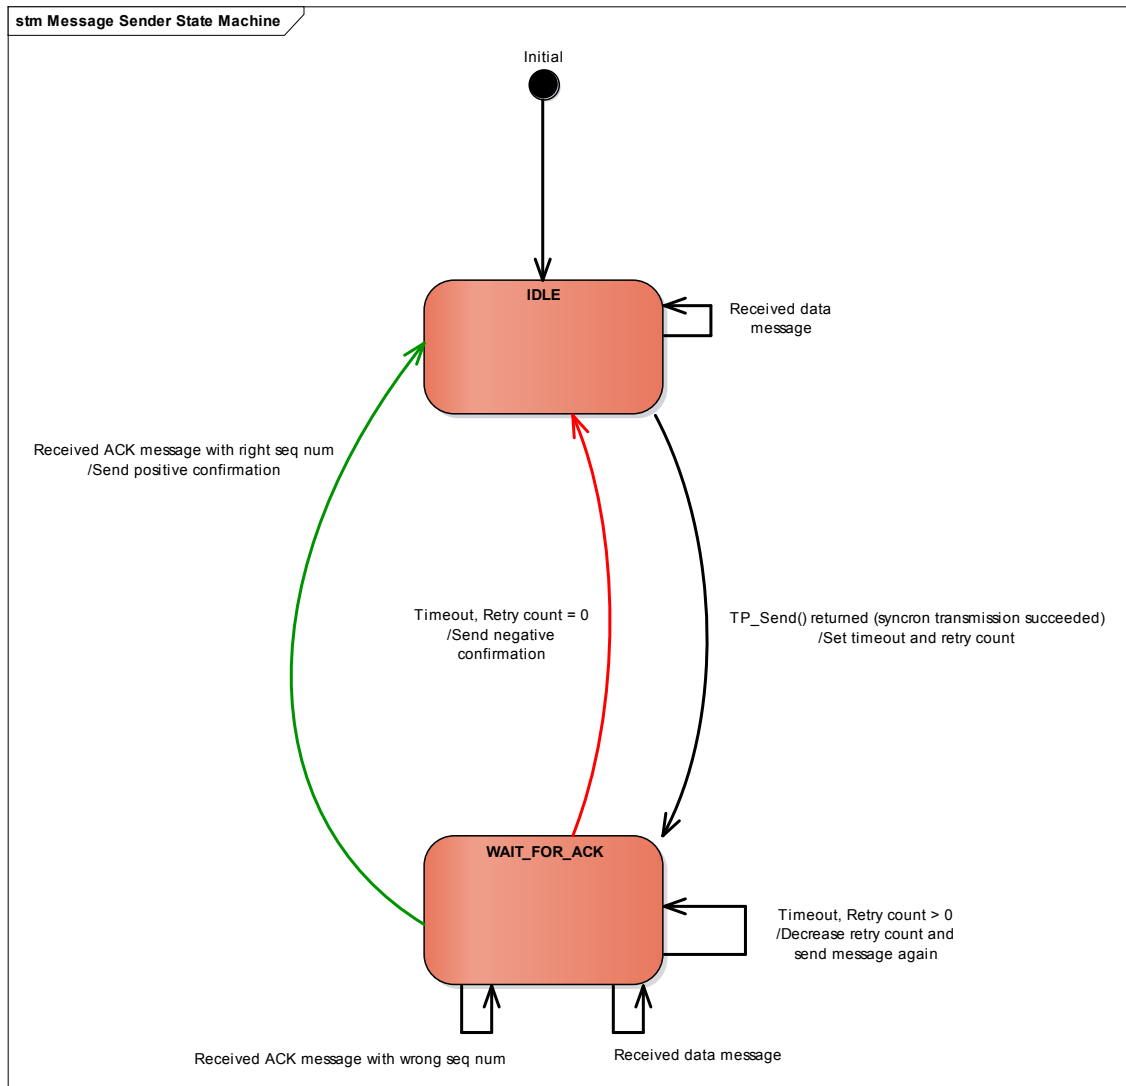 stm Message Sender State Machine
Initial
IDLE
Received data
message
Received ACK message with right seq num
/Send positive confirmation
Timeout, Retry count = 0
/Send negative
confirmation
TP_Send() returned (syncron transmission succeeded)
/Set timeout and retry count
WAIT_FOR_ACK
Timeout, Retry count > 0
/Decrease retry count and
send message again
Received ACK message with wrong seq num
Received data message